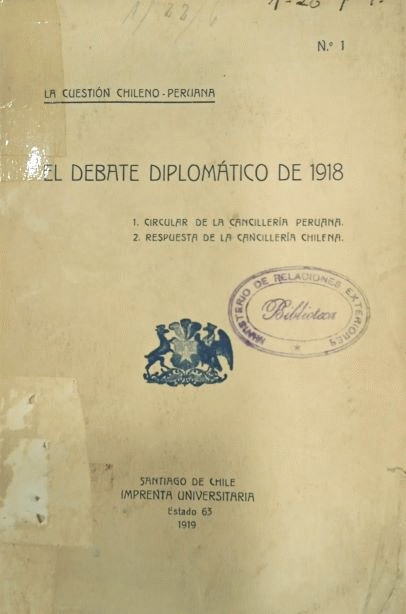 N.º 1
LA CUESTIÓN CHILENO-PERUANA
EL DEBATE DIPLOMÁTICO DE 1918
1. CIRCULAR DE LA CANCILLERÍA PERUANA.
2. RESPUESTA DE LA CANCILLERÍA CHILENA.
MINISTERIO DE RELACIONES EXTERIORES
Biblioteca
SANTIAGO DE CHILE
IMPRENTA UNIVERSITARIA
Estado 63
1919